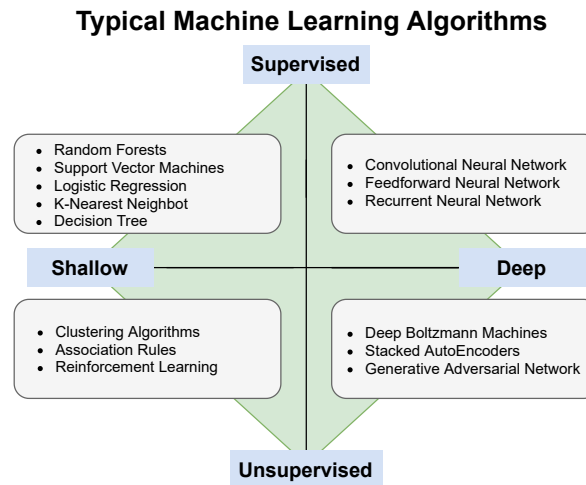 Typical Machine Learning Algorithms
Supervised
Random Forests
Support Vector Machines
Logistic Regression
K-Nearest Neighbot
Decision Tree
Convolutional Neural Network
Feedforward Neural Network
Recurrent Neural Network
Shallow
Deep
Clustering Algorithms
Association Rules
Reinforcement Learning
Deep Boltzmann Machines
Stacked AutoEncoders
Generative Adversarial Network
Unsupervised